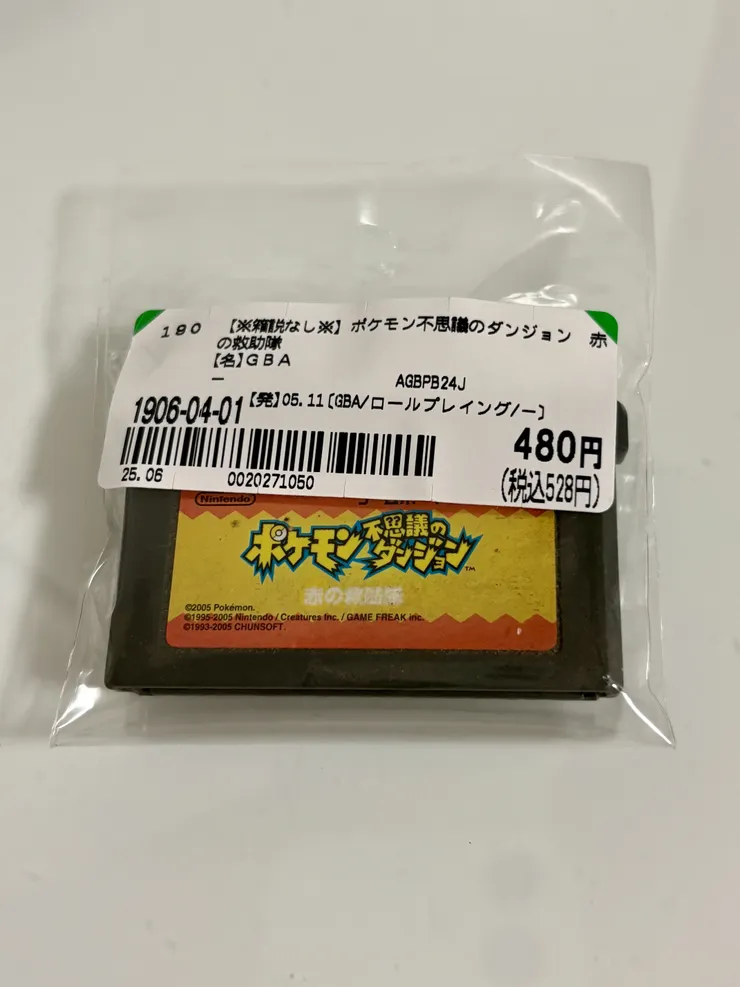 190 【※箱説なし※】ポケモン不思議のダンジョン 赤
の救助隊
【名】GBA
ー AGBPB24J
1906-04-01 【発】05.11〔GBA/ロールプレイング/ー〕
480円
25.06 0020271050 (税込528円)
Nintendo
ポケモン不思議のダンジョン™
赤の救助隊
©2005 Pokémon.
©1995-2005 Nintendo / Creatures inc. / GAME FREAK inc.
©1993-2005 CHUNSOFT.